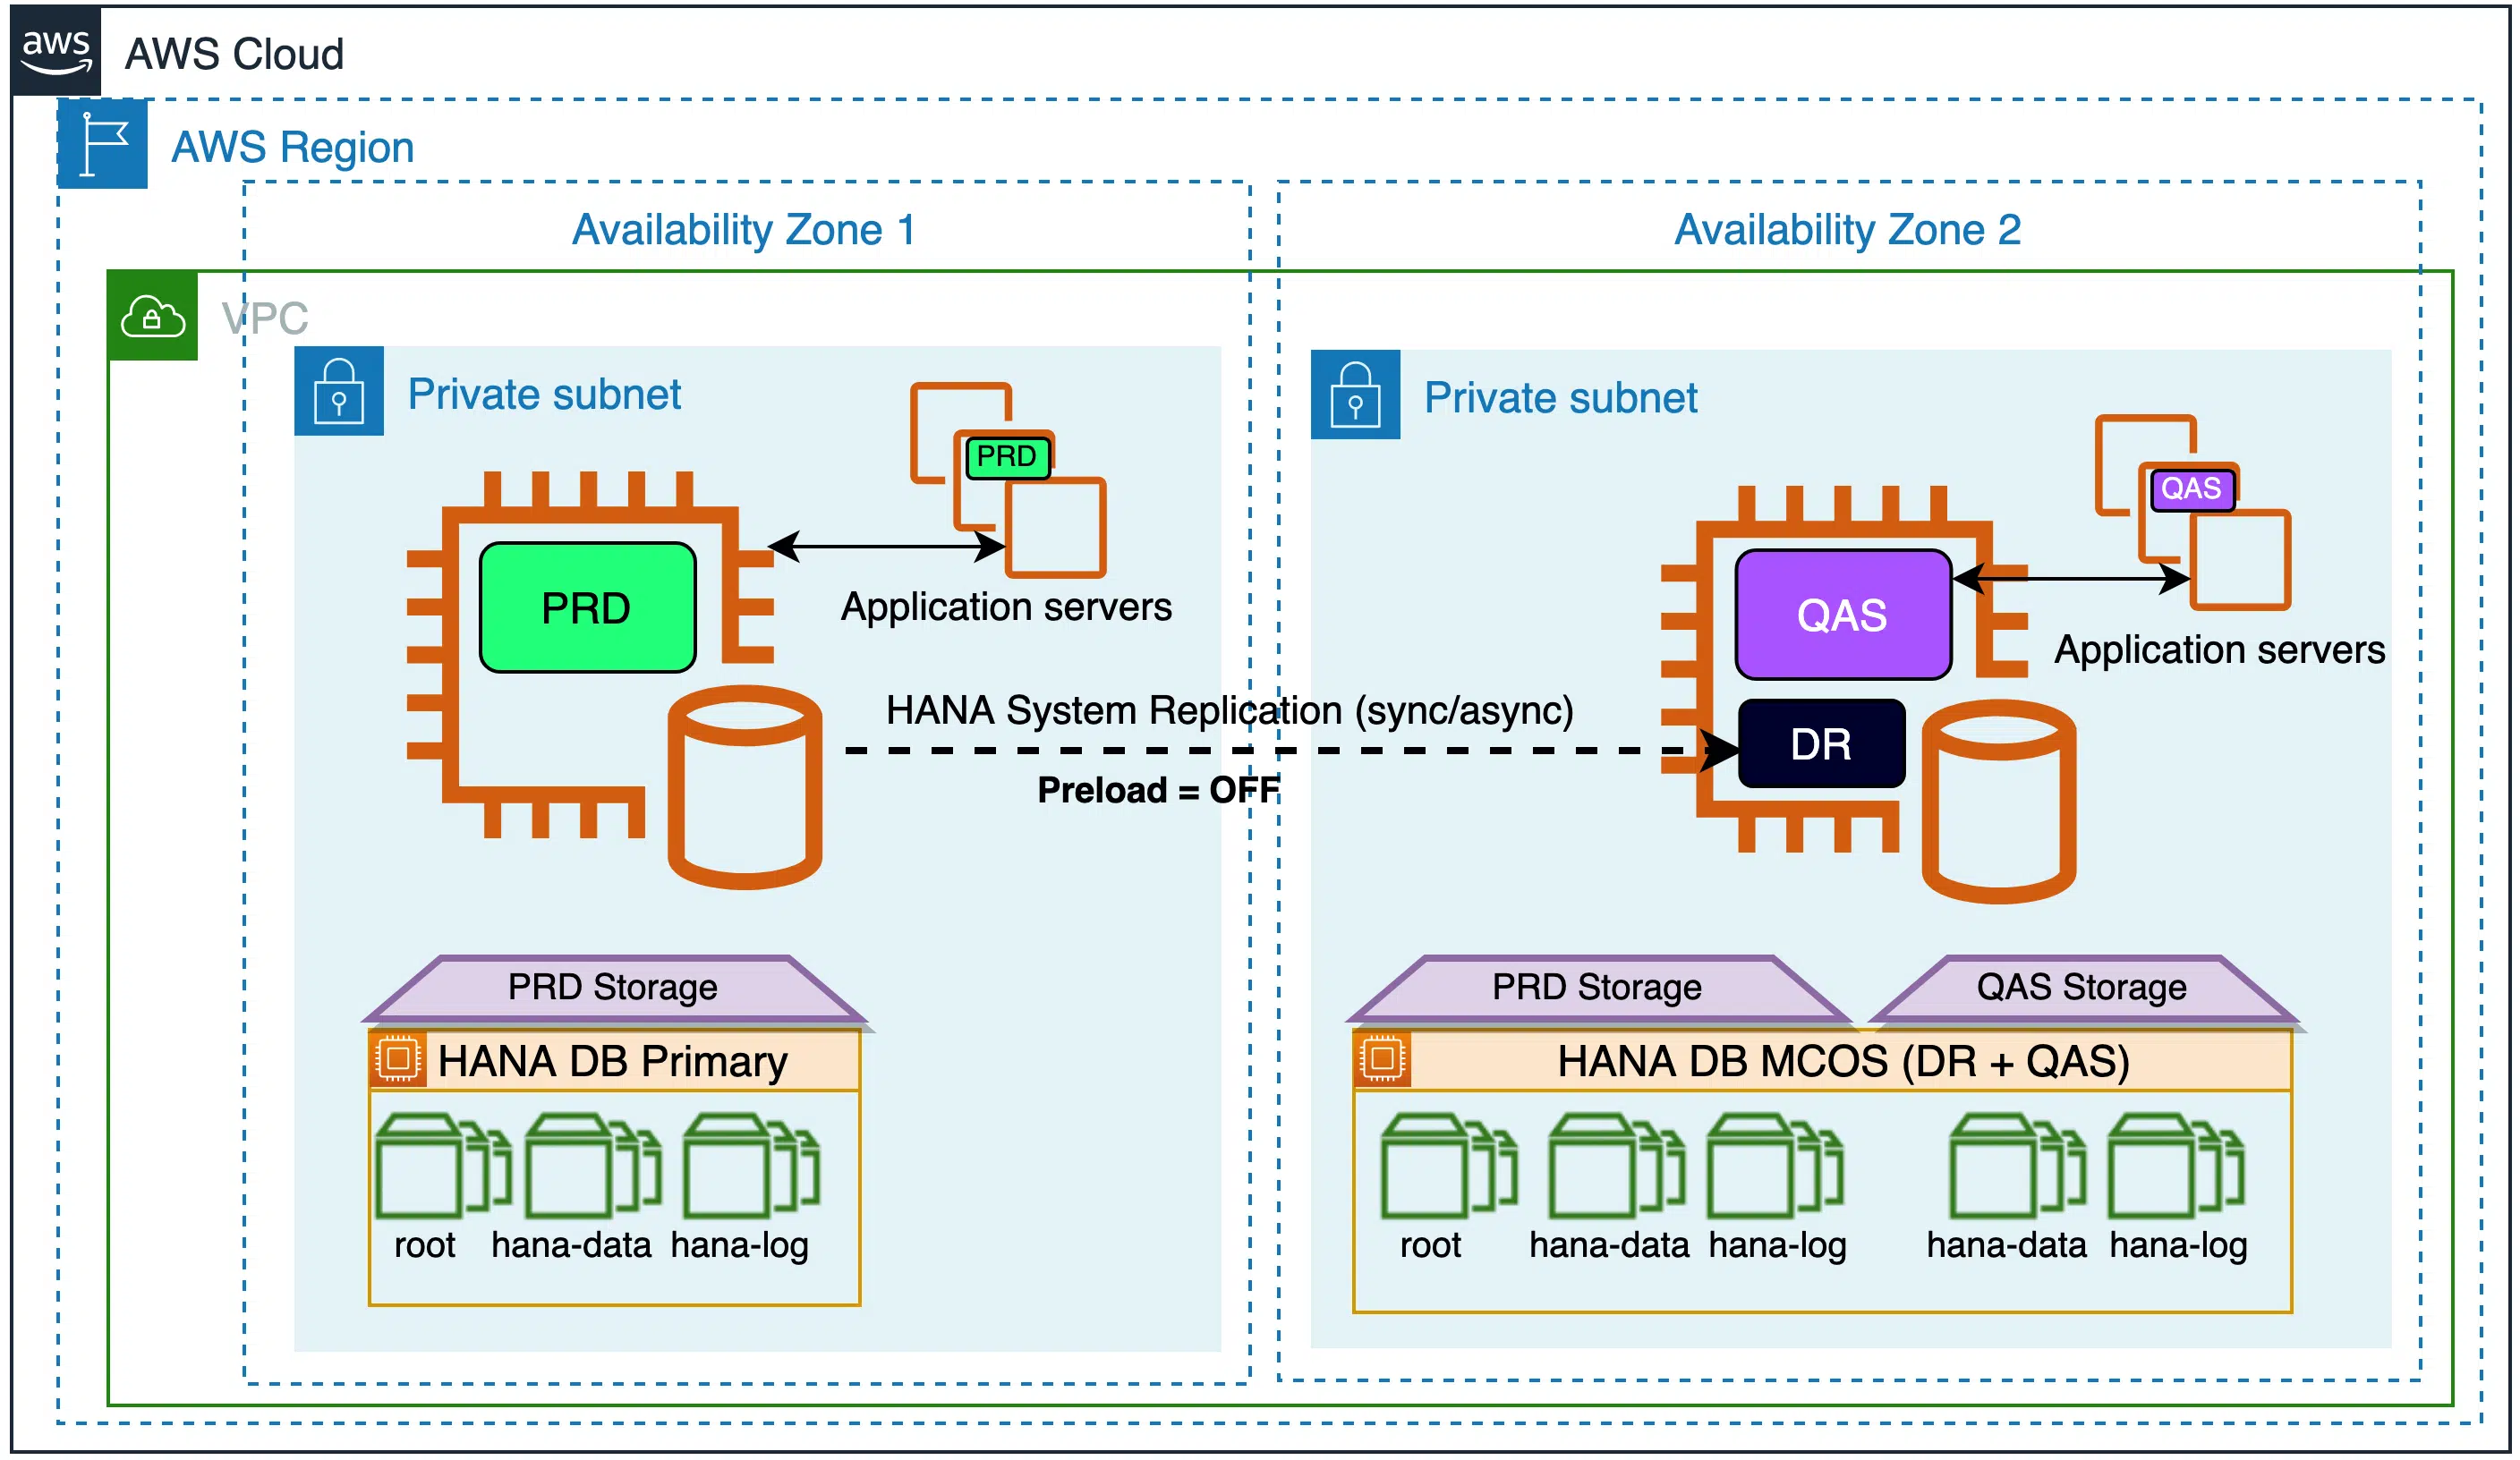 aws
AWS Cloud
AWS Region
Availability Zone 1
Availability Zone 2
VPC
Private subnet
Private subnet
PRD
PRD
Application servers
QAS
QAS
Application servers
HANA System Replication (sync/async)
Preload = OFF
DR
PRD Storage
HANA DB Primary
root
hana-data
hana-log
PRD Storage
QAS Storage
HANA DB MCOS (DR + QAS)
root
hana-data
hana-log
hana-data
hana-log